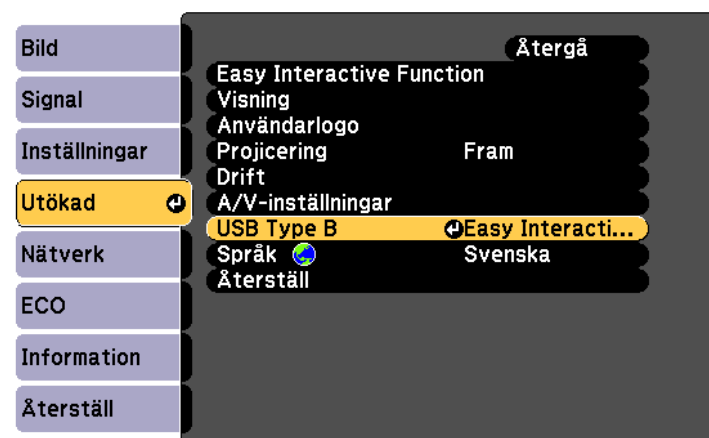 Bild
Signal
Inställningar
Utökad
Nätverk
ECO
Information
Återställ
Återgå
Easy Interactive Function
Visning
Användarlogo
Projicering Fram
Drift
A/V-inställningar
USB Type B Easy Interacti...
Språk Svenska
Återställ